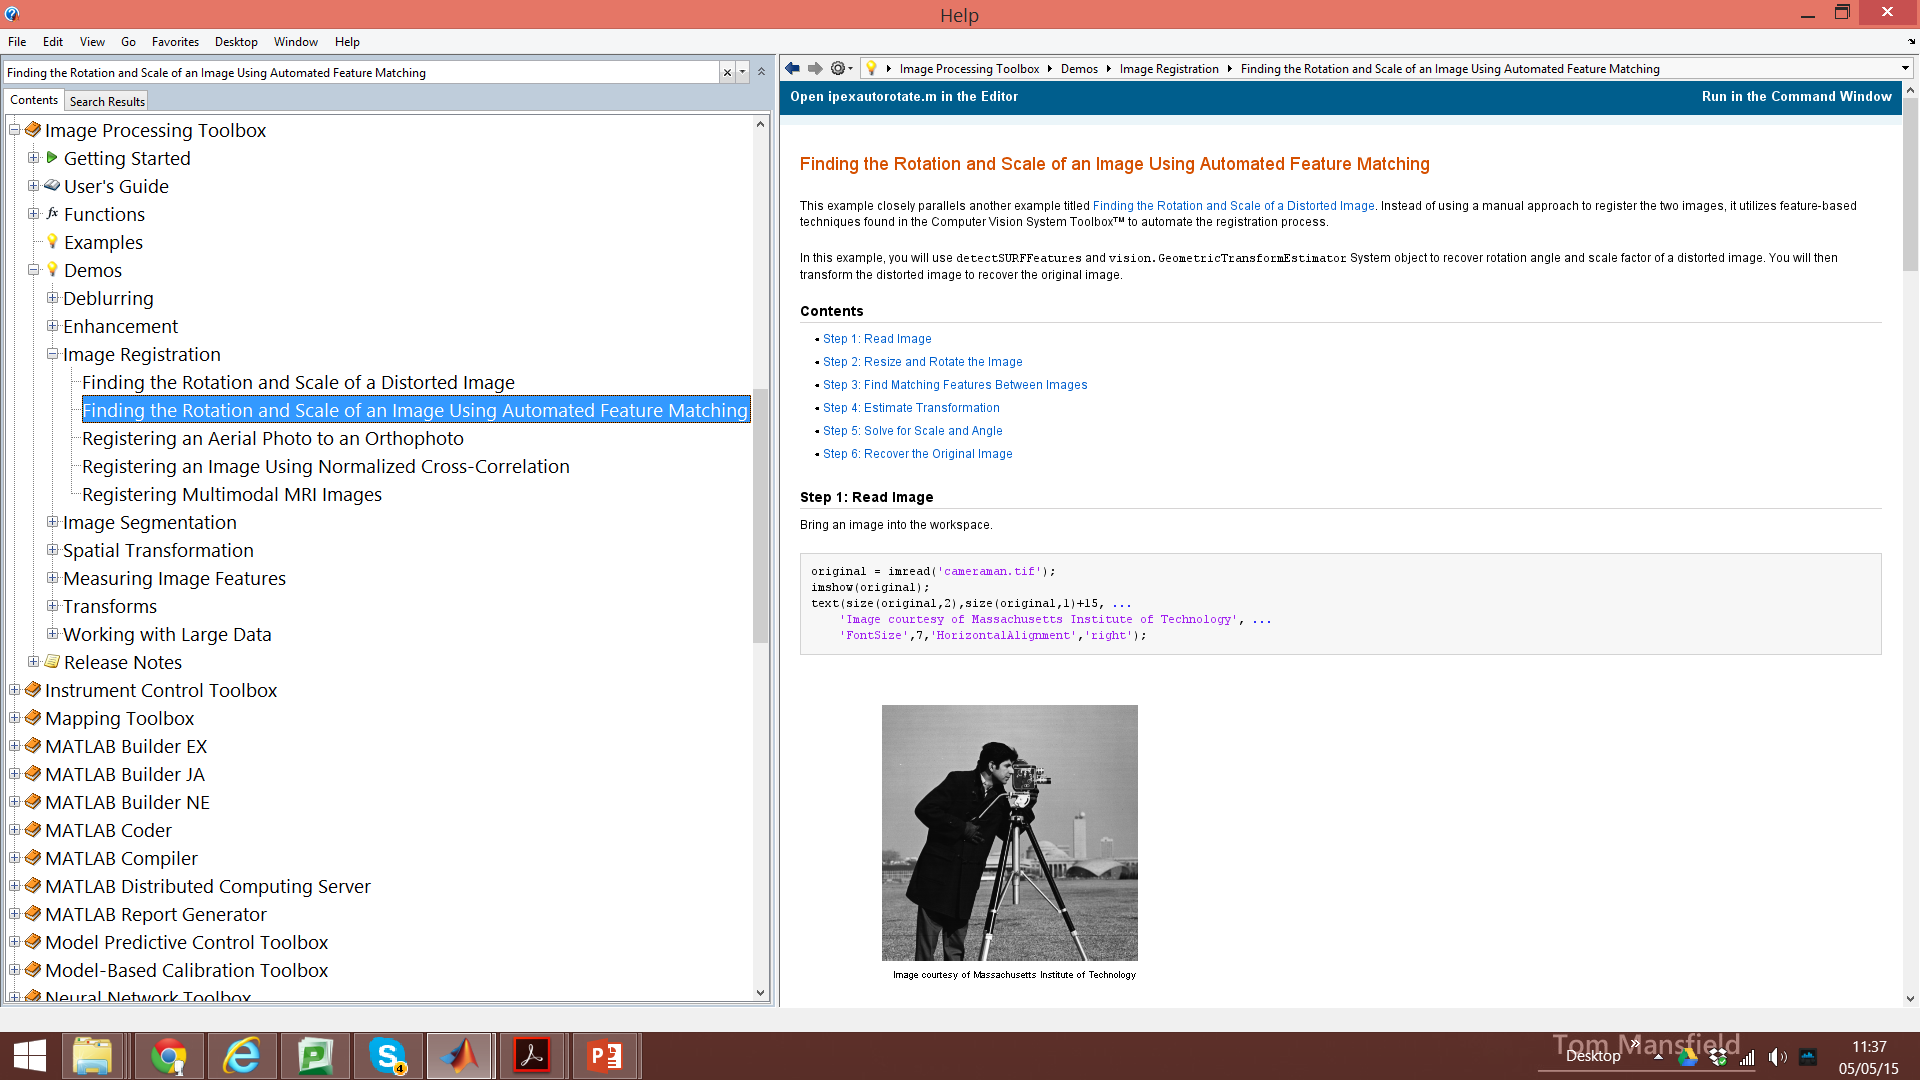 Help
File Edit View Go Favorites Desktop Window Help
Finding the Rotation and Scale of an Image Using Automated Feature Matching
Contents Search Results
Image Processing Toolbox
Getting Started
User's Guide
fx Functions
Examples
Demos
Deblurring
Enhancement
Image Registration
Finding the Rotation and Scale of a Distorted Image
Finding the Rotation and Scale of an Image Using Automated Feature Matching
Registering an Aerial Photo to an Orthophoto
Registering an Image Using Normalized Cross-Correlation
Registering Multimodal MRI Images
Image Segmentation
Spatial Transformation
Measuring Image Features
Transforms
Working with Large Data
Release Notes
Instrument Control Toolbox
Mapping Toolbox
MATLAB Builder EX
MATLAB Builder JA
MATLAB Builder NE
MATLAB Coder
MATLAB Compiler
MATLAB Distributed Computing Server
MATLAB Report Generator
Model Predictive Control Toolbox
Model-Based Calibration Toolbox
Neural Network Toolbox
Image Processing Toolbox Demos Image Registration Finding the Rotation and Scale of an Image Using Automated Feature Matching
Open ipexautorotate.m in the Editor Run in the Command Window
Finding the Rotation and Scale of an Image Using Automated Feature Matching
This example closely parallels another example titled Finding the Rotation and Scale of a Distorted Image. Instead of using a manual approach to register the two images, it utilizes feature-based
techniques found in the Computer Vision System Toolbox™ to automate the registration process.
In this example, you will use detectSURFFeatures and vision.GeometricTransformEstimator System object to recover rotation angle and scale factor of a distorted image. You will then
transform the distorted image to recover the original image.
Contents
Step 1: Read Image
Step 2: Resize and Rotate the Image
Step 3: Find Matching Features Between Images
Step 4: Estimate Transformation
Step 5: Solve for Scale and Angle
Step 6: Recover the Original Image
Step 1: Read Image
Bring an image into the workspace.
original = imread('cameraman.tif');
imshow(original);
text(size(original,2),size(original,1)+15, ...
'Image courtesy of Massachusetts Institute of Technology', ...
'FontSize',7,'HorizontalAlignment','right');
Image courtesy of Massachusetts Institute of Technology
4
Tom Mansfield
Desktop
11:37
05/05/15